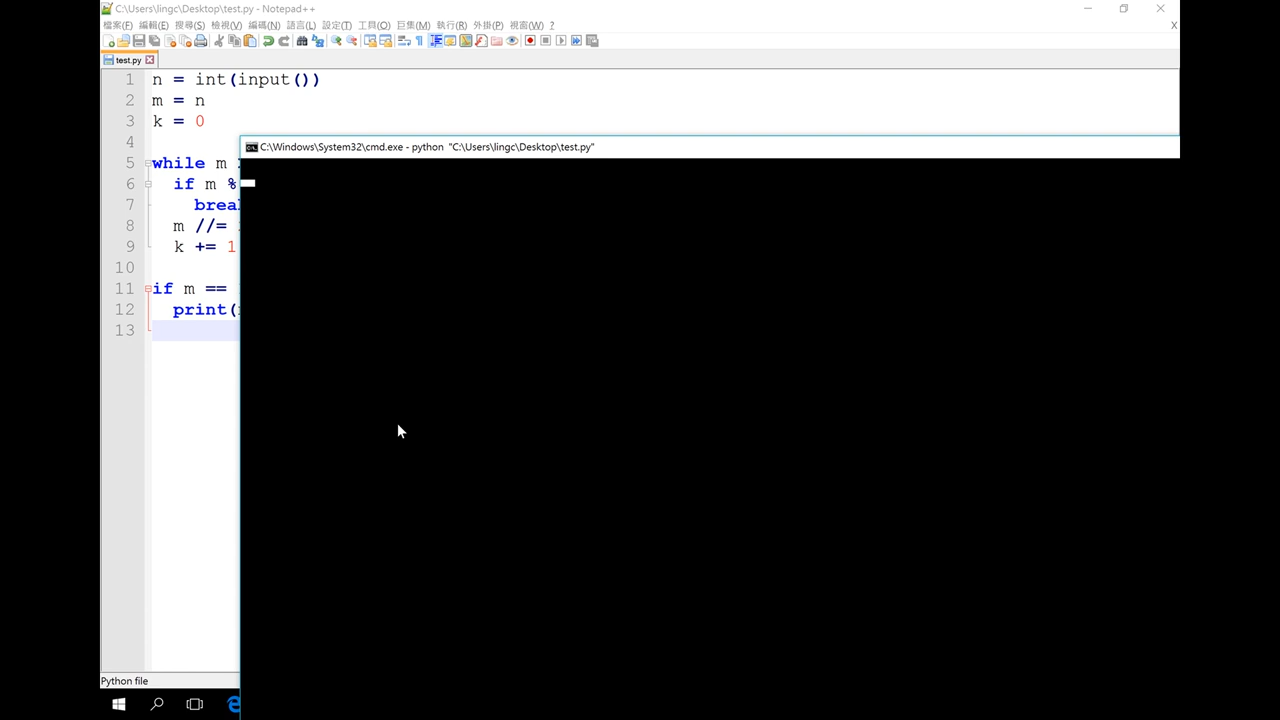 C:\Users\lingc\Desktop\test.py - Notepad++
檔案(F) 編輯(E) 搜尋(S) 檢視(V) 編碼(N) 語言(L) 設定(T) 工具(O) 巨集(M) 執行(R) 外掛(P) 視窗(W) ? X
test.py
1 n = int(input())
2 m = n
3 k = 0
4
C:\Windows\System32\cmd.exe - python "C:\Users\lingc\Desktop\test.py"
5 while m
6 if m %
7 break
8 m //=
9 k += 1
10
11 if m ==
12 print(
13
Python file